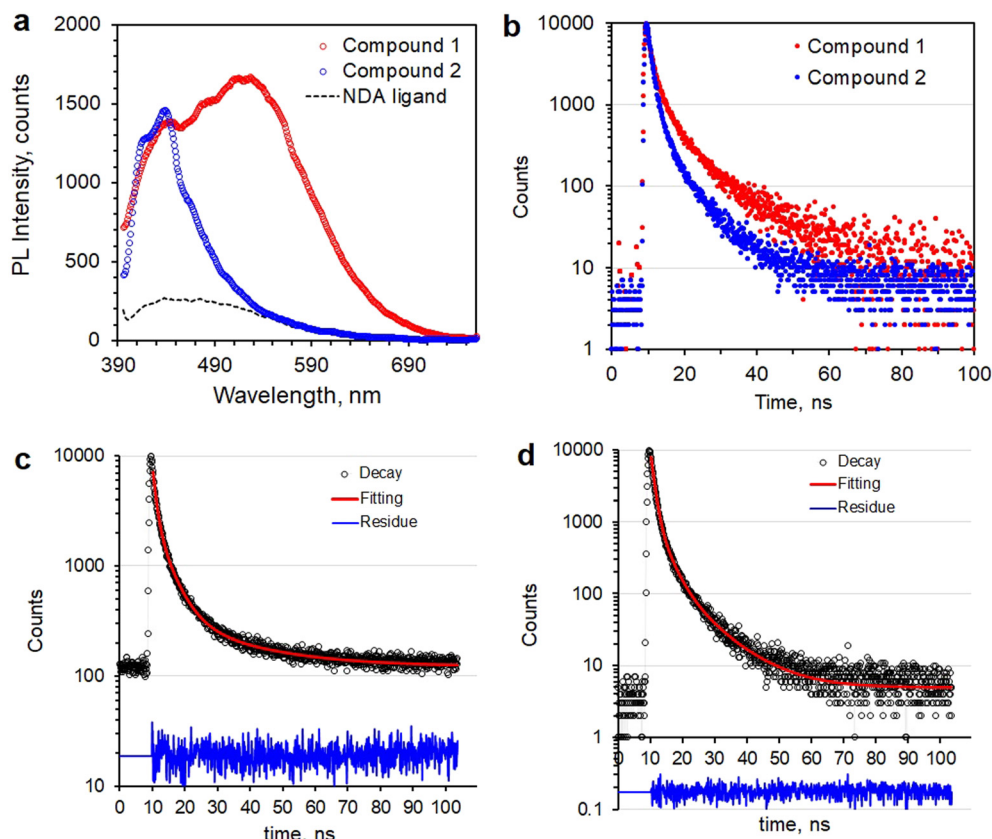 a
2000
1500
1000
500
0
390
490
590
690
PL Intensity, counts
Wavelength, nm
Compound 1
Compound 2
NDA ligand
b
10000
1000
100
10
1
0
20
40
60
80
100
Counts
Time, ns
Compound 1
Compound 2
c
10000
1000
100
10
0 10 20 30 40 50 60 70 80 90 100
Counts
time, ns
Decay
Fitting
Residue
d
10000
1000
100
10
1
0.1
0 10 20 30 40 50 60 70 80 90 100
Counts
time, ns
Decay
Fitting
Residue